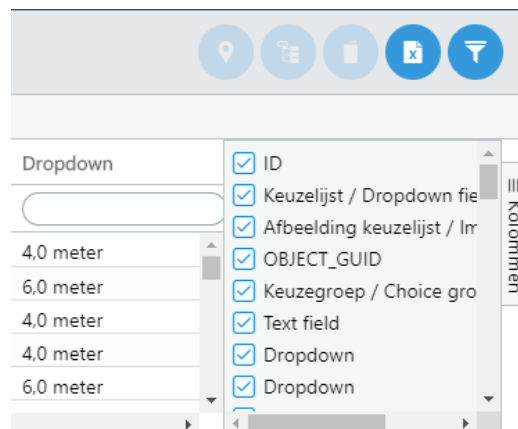 Dropdown
4,0 meter
6,0 meter
4,0 meter
4,0 meter
6,0 meter
ID
Keuzelijst / Dropdown fie
Afbeelding keuzelijst / Im
OBJECT_GUID
Keuzegroep / Choice gro
Text field
Dropdown
Dropdown
Kolommen